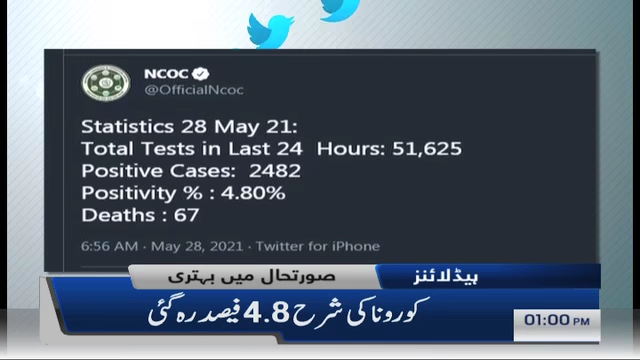 NCOC
@OfficialNcoc
Statistics 28 May 21:
Total Tests in Last 24 Hours: 51,625
Positive Cases: 2482
Positivity % : 4.80%
Deaths : 67
6:56 AM · May 28, 2021 · Twitter for iPhone
ہیڈلائنز صورتحال میں بہتری
کورونا کی شرح 4.8 فیصد رہ گئی
01:00 PM